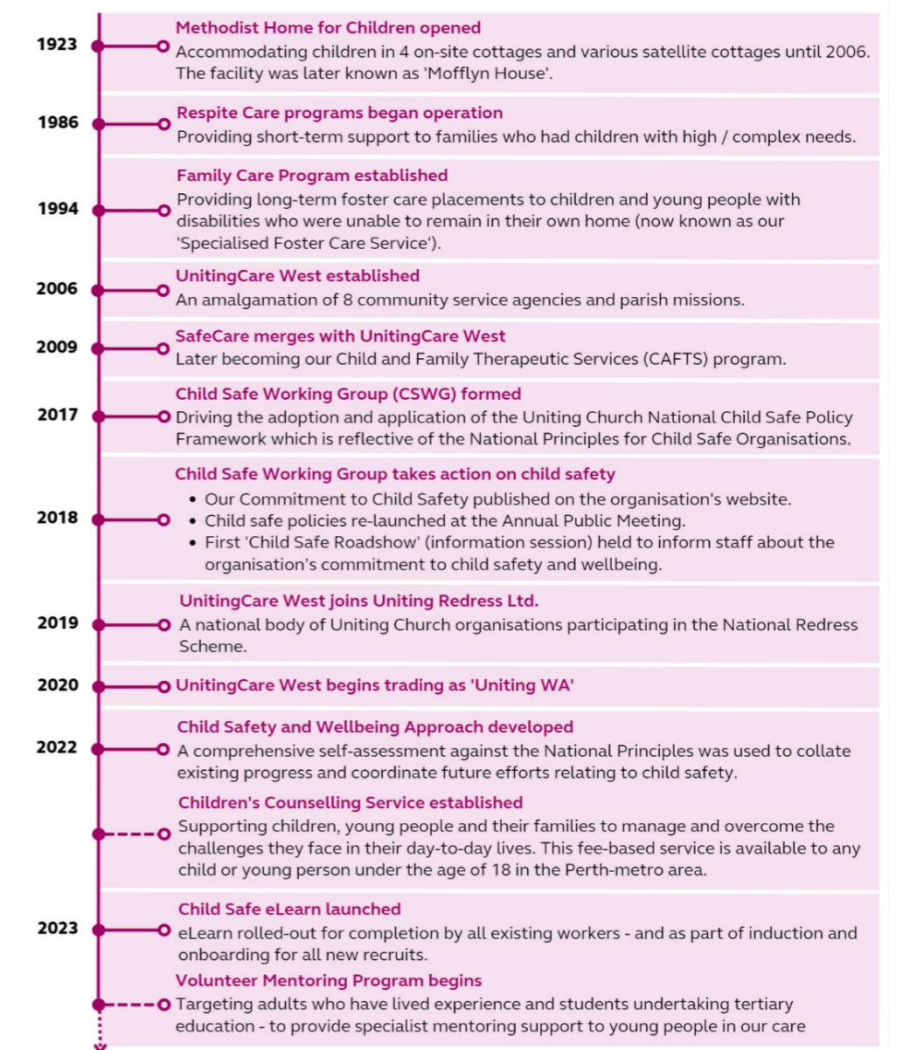 Methodist Home for Children opened
1923
Accommodating children in 4 on-site cottages and various satellite cottages until 2006.
The facility was later known as 'Mofflyn House'.
Respite Care programs began operation
1986
Providing short-term support to families who had children with high / complex needs.
Family Care Program established
1994
Providing long-term foster care placements to children and young people with
disabilities who were unable to remain in their own home (now known as our
'Specialised Foster Care Service').
UnitingCare West established
2006
An amalgamation of 8 community service agencies and parish missions.
SafeCare merges with UnitingCare West
2009
Later becoming our Child and Family Therapeutic Services (CAFTS) program.
Child Safe Working Group (CSWG) formed
2017
Driving the adoption and application of the Uniting Church National Child Safe Policy
Framework which is reflective of the National Principles for Child Safe Organisations.
Child Safe Working Group takes action on child safety
• Our Commitment to Child Safety published on the organisation's website.
2018
• Child safe policies re-launched at the Annual Public Meeting.
• First 'Child Safe Roadshow' (information session) held to inform staff about the
organisation's commitment to child safety and wellbeing.
UnitingCare West joins Uniting Redress Ltd.
2019
A national body of Uniting Church organisations participating in the National Redress
Scheme.
2020
UnitingCare West begins trading as 'Uniting WA'
Child Safety and Wellbeing Approach developed
2022
A comprehensive self-assessment against the National Principles was used to collate
existing progress and coordinate future efforts relating to child safety.
Children's Counselling Service established
Supporting children, young people and their families to manage and overcome the
challenges they face in their day-to-day lives. This fee-based service is available to any
child or young person under the age of 18 in the Perth-metro area.
Child Safe eLearn launched
2023
eLearn rolled-out for completion by all existing workers - and as part of induction and
onboarding for all new recruits.
Volunteer Mentoring Program begins
Targeting adults who have lived experience and students undertaking tertiary
education - to provide specialist mentoring support to young people in our care